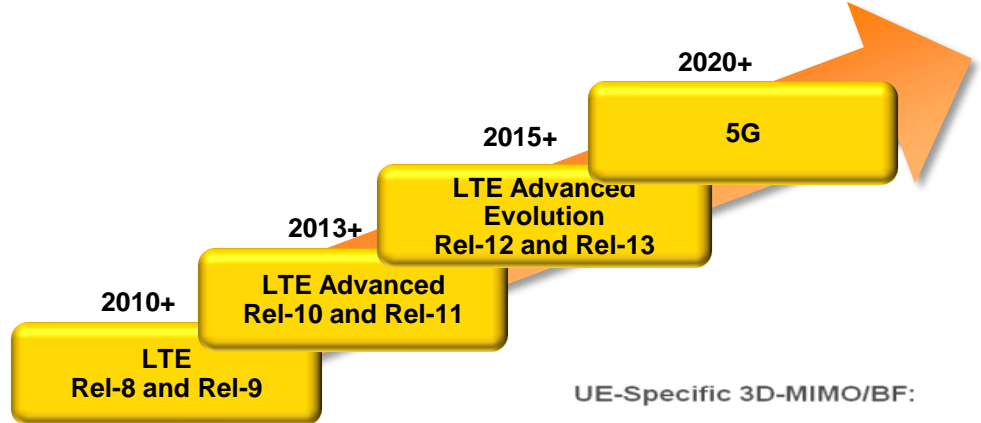 2020+
5G
2015+
LTE Advanced
Evolution
Rel-12 and Rel-13
2013+
LTE Advanced
Rel-10 and Rel-11
2010+
LTE
Rel-8 and Rel-9
UE-Specific 3D-MIMO/BF: